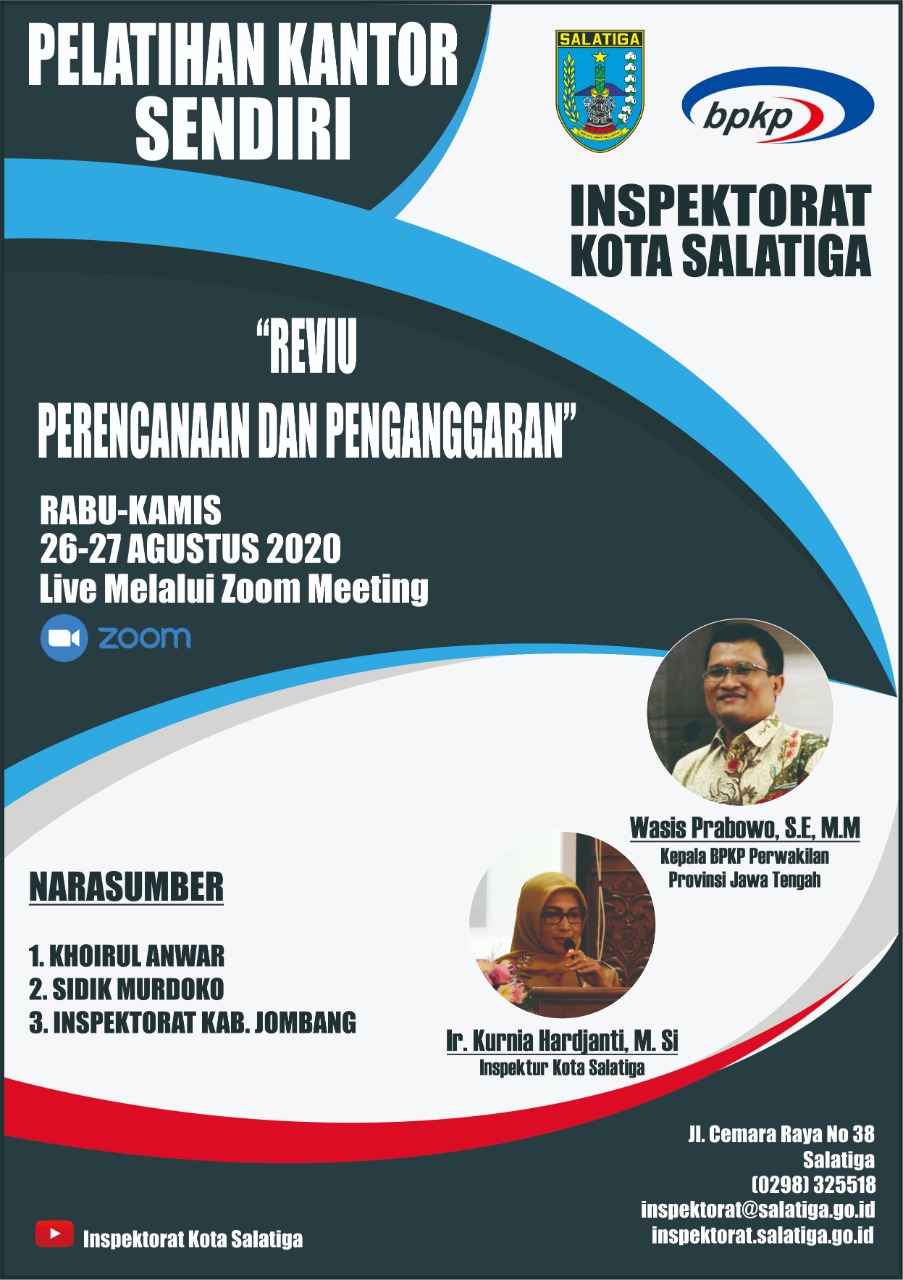 PELATIHAN KANTOR
SENDIRI
SALATIGA
bpkp
INSPEKTORAT
KOTA SALATIGA
“REVIU
PERENCANAAN DAN PENGANGGARAN”
RABU-KAMIS
26-27 AGUSTUS 2020
Live Melalui Zoom Meeting
zoom
Wasis Prabowo, S.E, M.M
Kepala BPKP Perwakilan
Provinsi Jawa Tengah
NARASUMBER
1. KHOIRUL ANWAR
2. SIDIK MURDOKO
3. INSPEKTORAT KAB. JOMBANG
Ir. Kurnia Hardjanti, M. Si
Inspektur Kota Salatiga
Jl. Cemara Raya No 38
Salatiga
(0298) 325518
inspektorat@salatiga.go.id
inspektorat.salatiga.go.id
Inspektorat Kota Salatiga